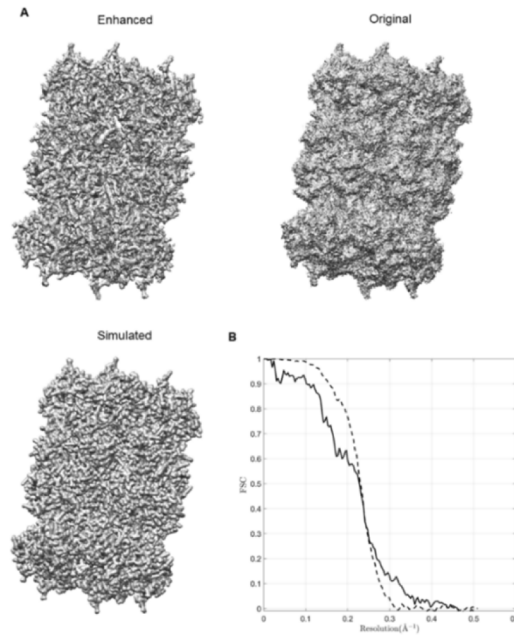 A
Enhanced
Original
Simulated
B
1
0.9
0.8
0.7
0.6
0.5
0.4
0.3
0.2
0.1
0
FSC
0 0.1 0.2 0.3 0.4 0.5 0.6
Resolution(Å⁻¹)